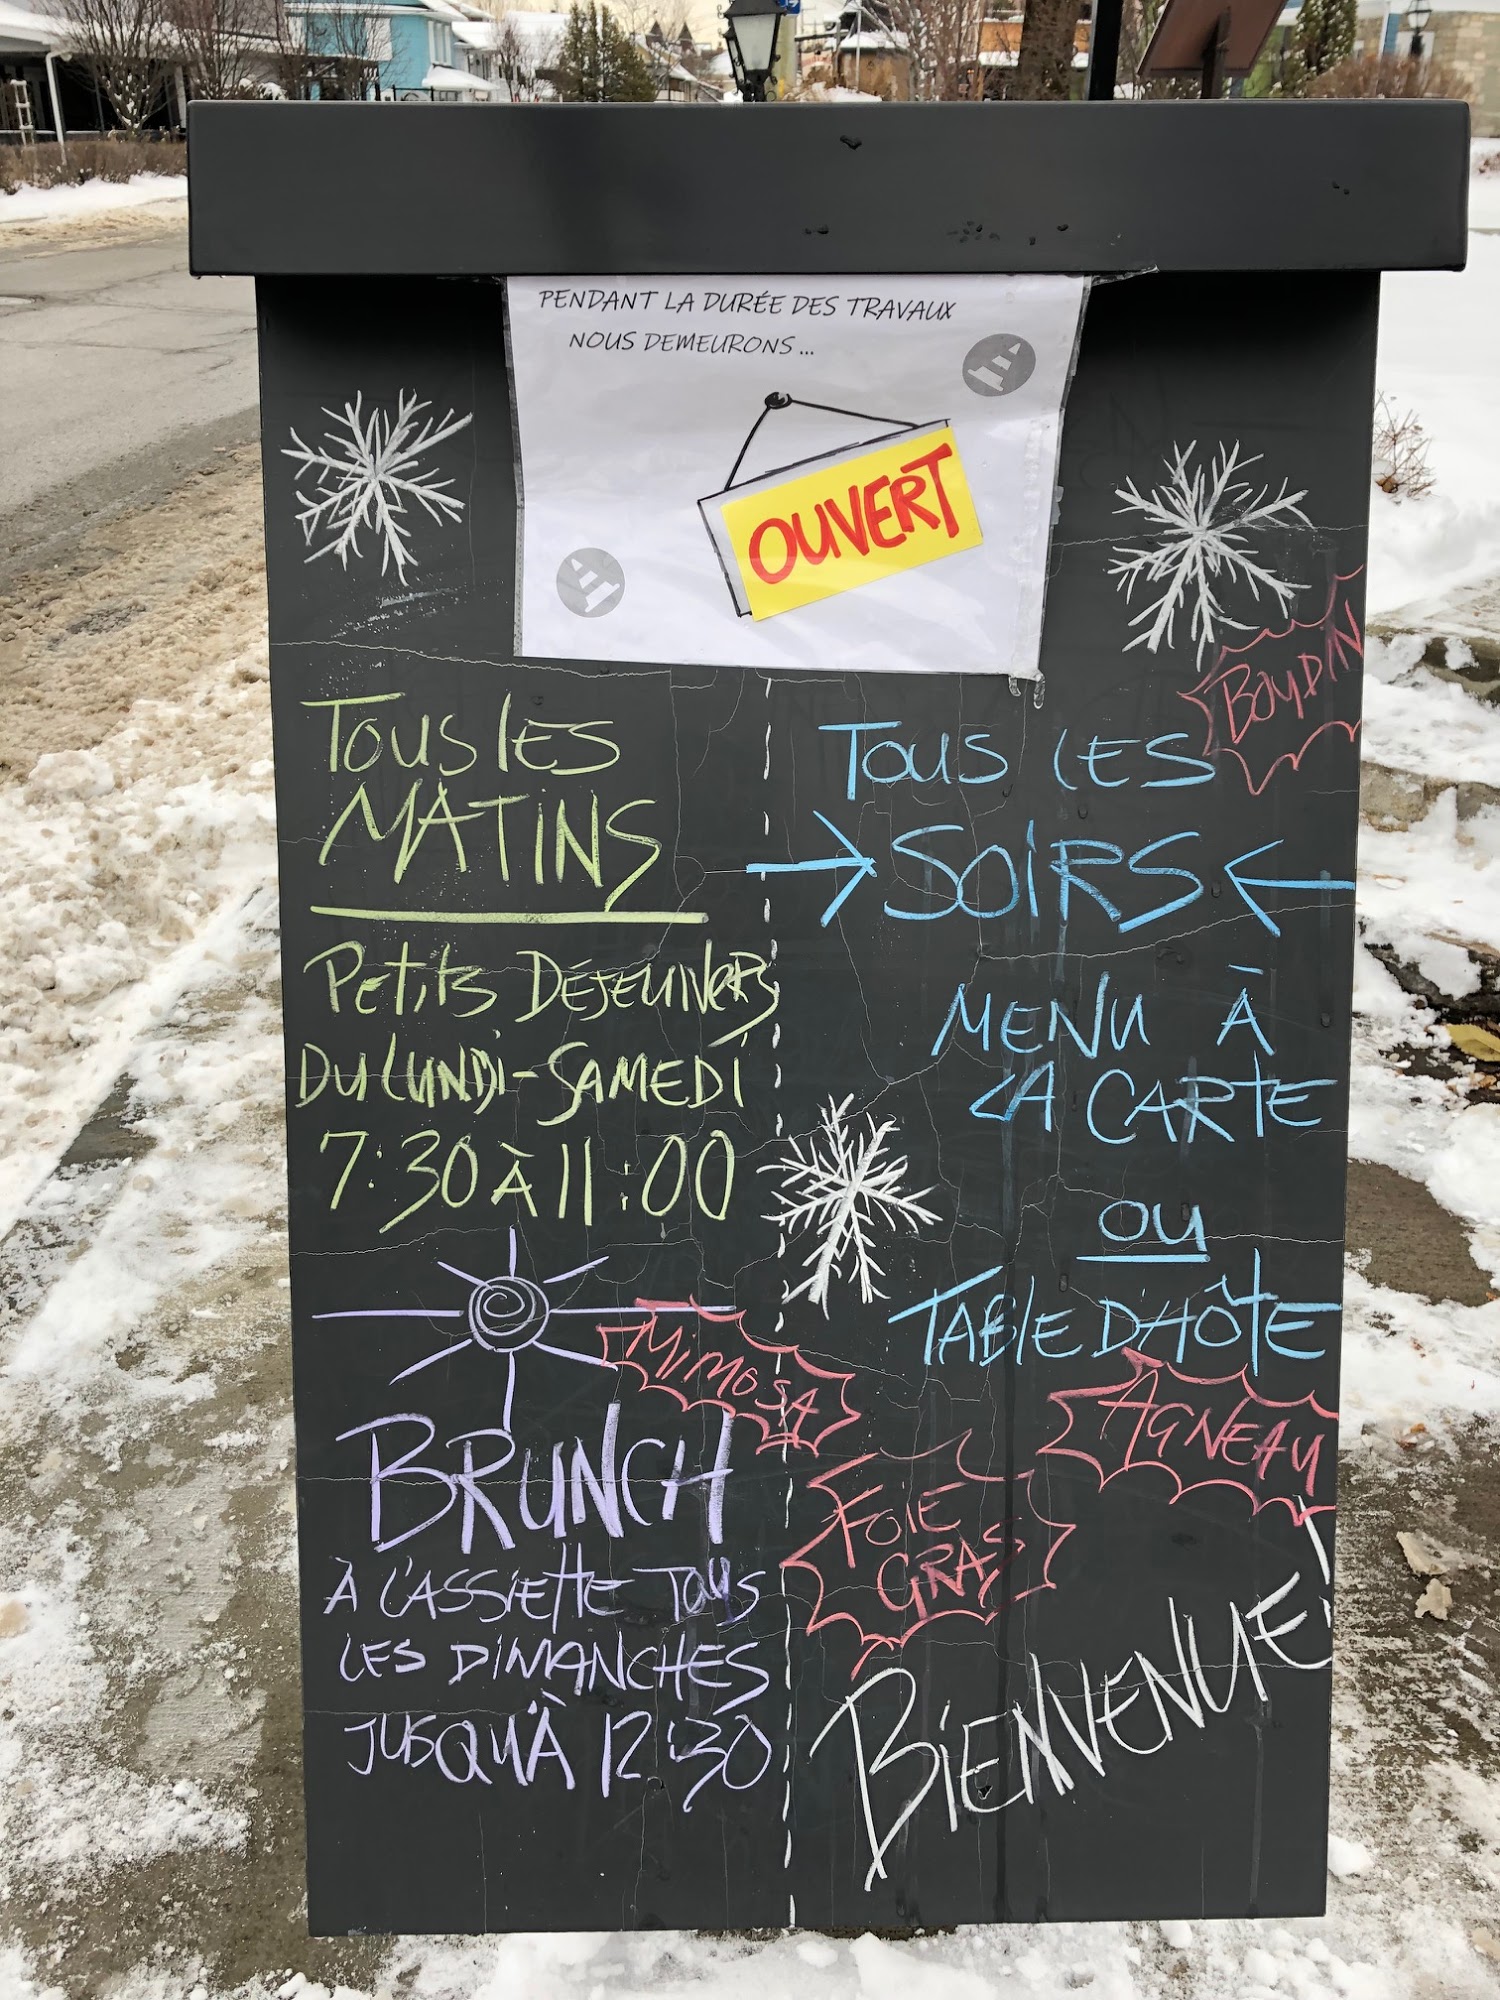 PENDANT LA DURÉE DES TRAVAUX
NOUS DEMEURONS...
OUVERT
TOUS LES
MATINS
PETITS DÉJEUNERS
DU LUNDI-SAMEDI
7:30 À 11:00
BRUNCH
MIMOSA
À L'ASSIETTE TOUS
LES DIMANCHES
JUSQU'À 12:30
BOUDIN
TOUS LES
SOIRS
MENU À
LA CARTE
OU
TABLE D'HÔTE
AGNEAU
FOIE
GRAS
BIENVENUE!